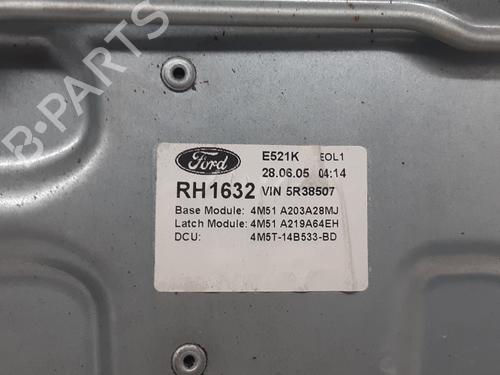 Ford E521K EOL1
28.06.05 04:14
RH1632 VIN 5R38507
Base Module: 4M51 A203A28MJ
Latch Module: 4M51 A219A64EH
DCU: 4M5T-14B533-BD
B-PARTS